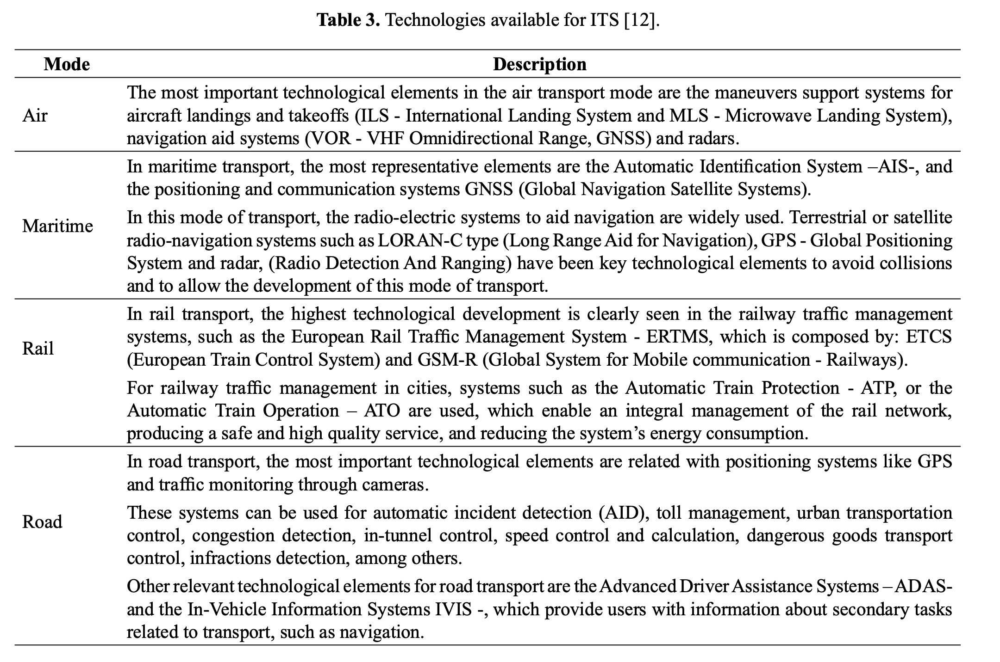 Table 3. Technologies available for ITS [12].
Mode Description
Air
The most important technological elements in the air transport mode are the maneuvers support systems for
aircraft landings and takeoffs (ILS - International Landing System and MLS - Microwave Landing System),
navigation aid systems (VOR - VHF Omnidirectional Range, GNSS) and radars.
Maritime
In maritime transport, the most representative elements are the Automatic Identification System –AIS-, and
the positioning and communication systems GNSS (Global Navigation Satellite Systems).
In this mode of transport, the radio-electric systems to aid navigation are widely used. Terrestrial or satellite
radio-navigation systems such as LORAN-C type (Long Range Aid for Navigation), GPS - Global Positioning
System and radar, (Radio Detection And Ranging) have been key technological elements to avoid collisions
and to allow the development of this mode of transport.
Rail
In rail transport, the highest technological development is clearly seen in the railway traffic management
systems, such as the European Rail Traffic Management System - ERTMS, which is composed by: ETCS
(European Train Control System) and GSM-R (Global System for Mobile communication - Railways).
For railway traffic management in cities, systems such as the Automatic Train Protection - ATP, or the
Automatic Train Operation – ATO are used, which enable an integral management of the rail network,
producing a safe and high quality service, and reducing the system’s energy consumption.
Road
In road transport, the most important technological elements are related with positioning systems like GPS
and traffic monitoring through cameras.
These systems can be used for automatic incident detection (AID), toll management, urban transportation
control, congestion detection, in-tunnel control, speed control and calculation, dangerous goods transport
control, infractions detection, among others.
Other relevant technological elements for road transport are the Advanced Driver Assistance Systems –ADAS-
and the In-Vehicle Information Systems IVIS -, which provide users with information about secondary tasks
related to transport, such as navigation.